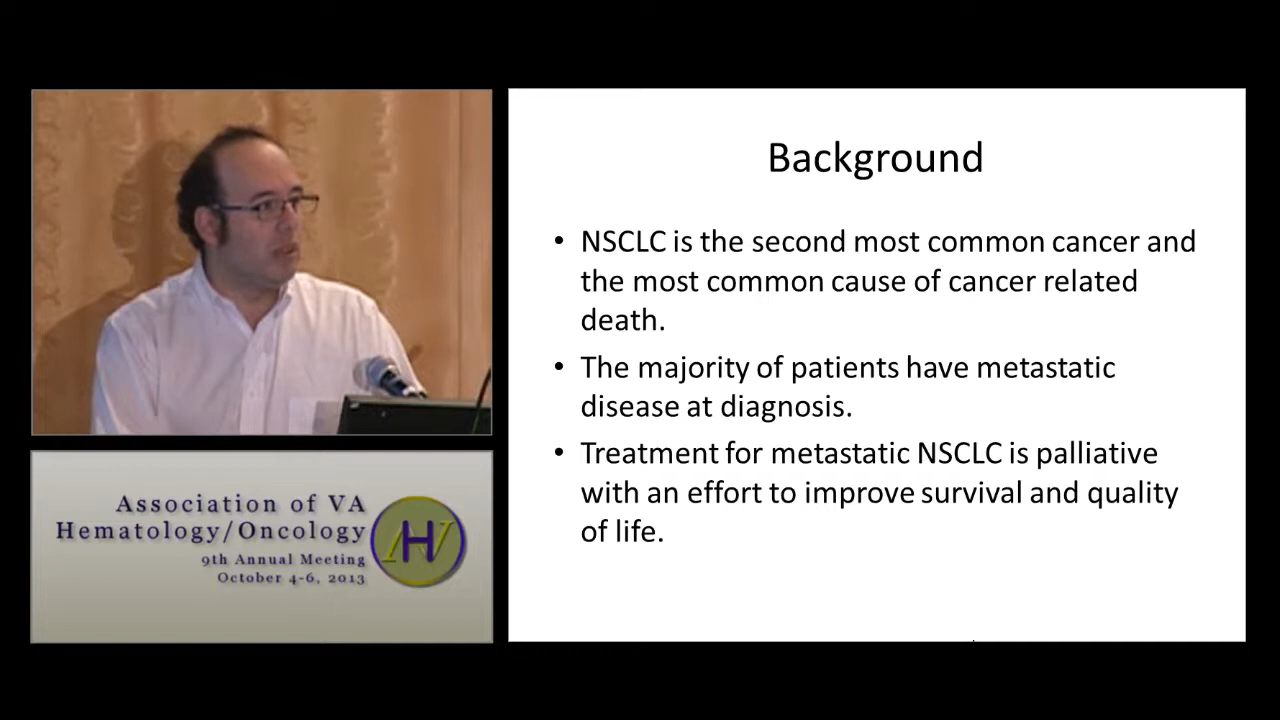 Background
• NSCLC is the second most common cancer and
the most common cause of cancer related
death.
• The majority of patients have metastatic
disease at diagnosis.
• Treatment for metastatic NSCLC is palliative
with an effort to improve survival and quality
of life.
Association of VA
Hematology/Oncology
9th Annual Meeting
October 4-6, 2013
AVH